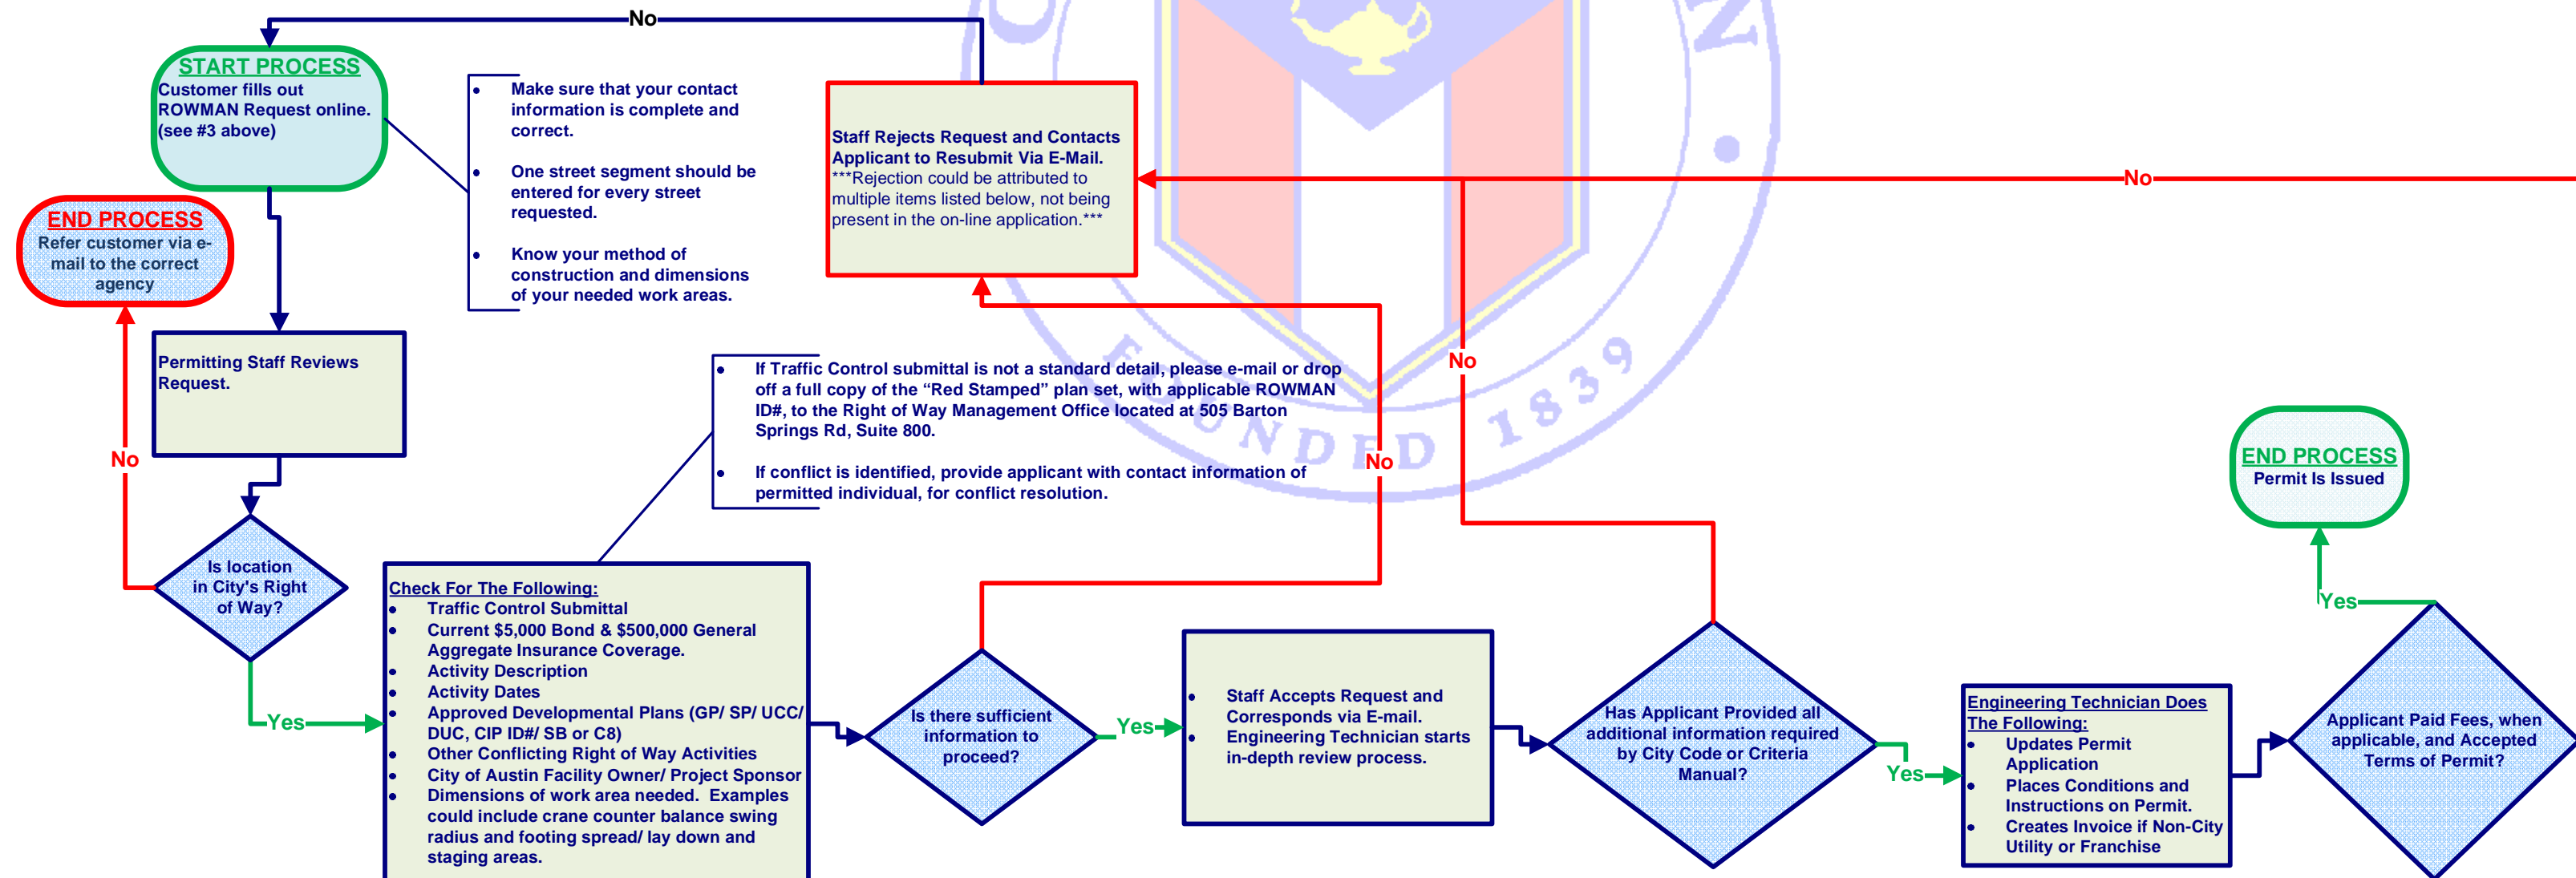 No
START PROCESS
Customer fills out
ROWMAN Request online.
(see #3 above)
• Make sure that your contact
information is complete and
correct.
• One street segment should be
entered for every street
requested.
• Know your method of
construction and dimensions
of your needed work areas.
Staff Rejects Request and Contacts
Applicant to Resubmit Via E-Mail.
***Rejection could be attributed to
multiple items listed below, not being
present in the on-line application.***
No
END PROCESS
Refer customer via e-
mail to the correct
agency
Permitting Staff Reviews
Request.
No
• If Traffic Control submittal is not a standard detail, please e-mail or drop
off a full copy of the “Red Stamped” plan set, with applicable ROWMAN
ID#, to the Right of Way Management Office located at 505 Barton
Springs Rd, Suite 800.
• If conflict is identified, provide applicant with contact information of
permitted individual, for conflict resolution.
No
No
FOUNDED 1839
Is location
in City's Right
of Way?
Yes
Check For The Following:
• Traffic Control Submittal
• Current $5,000 Bond & $500,000 General
Aggregate Insurance Coverage.
• Activity Description
• Activity Dates
• Approved Developmental Plans (GP/ SP/ UCC/
DUC, CIP ID#/ SB or C8)
• Other Conflicting Right of Way Activities
• City of Austin Facility Owner/ Project Sponsor
• Dimensions of work area needed. Examples
could include crane counter balance swing
radius and footing spread/ lay down and
staging areas.
Is there sufficient
information to
proceed?
Yes
• Staff Accepts Request and
Corresponds via E-mail.
• Engineering Technician starts
in-depth review process.
Has Applicant Provided all
additional information required
by City Code or Criteria
Manual?
Yes
Engineering Technician Does
The Following:
• Updates Permit
Application
• Places Conditions and
Instructions on Permit.
• Creates Invoice if Non-City
Utility or Franchise
Applicant Paid Fees, when
applicable, and Accepted
Terms of Permit?
Yes
END PROCESS
Permit Is Issued